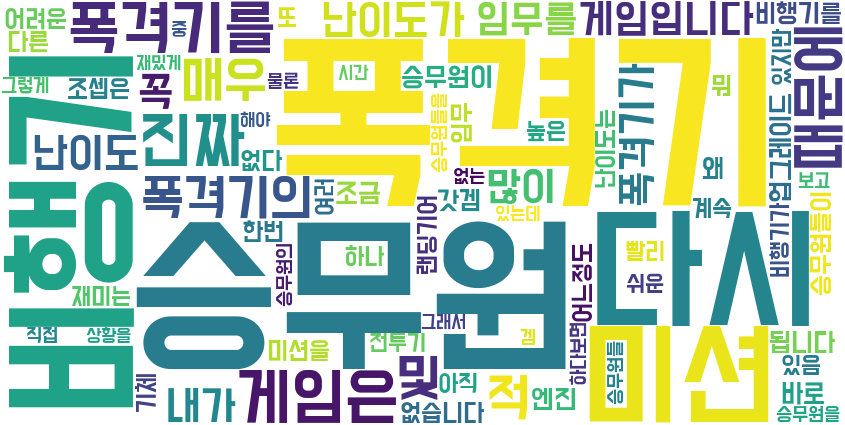 어려운
폭격기를
중
또
난이도가
임무를
게임입니다
비행기를
다른
재밌게
그렇게
조셉은
꼭
매우
물론
시간
승무원이
폭격기
뭐
있지만
때문에
비행기
난이도
진짜
해야
없다
승무원들을
임마
높은
난이도는
폭격기가
왜
업그레이드
폭격기의
여러
조금
갓겜
없는
많이
계속
보고
있는데
한번
승무원
다시
비행기가
승무원들이
재미는
승무원의
하나
랜딩기어
빨리
쉬운
어느정도
직접
상황을
미션을
전투기
그래서
겜
하다보면
미션
승무원들
됩니다
기체
내가
게임은
및
아직
없습니다
적
엔진
있음
바로
승무원을